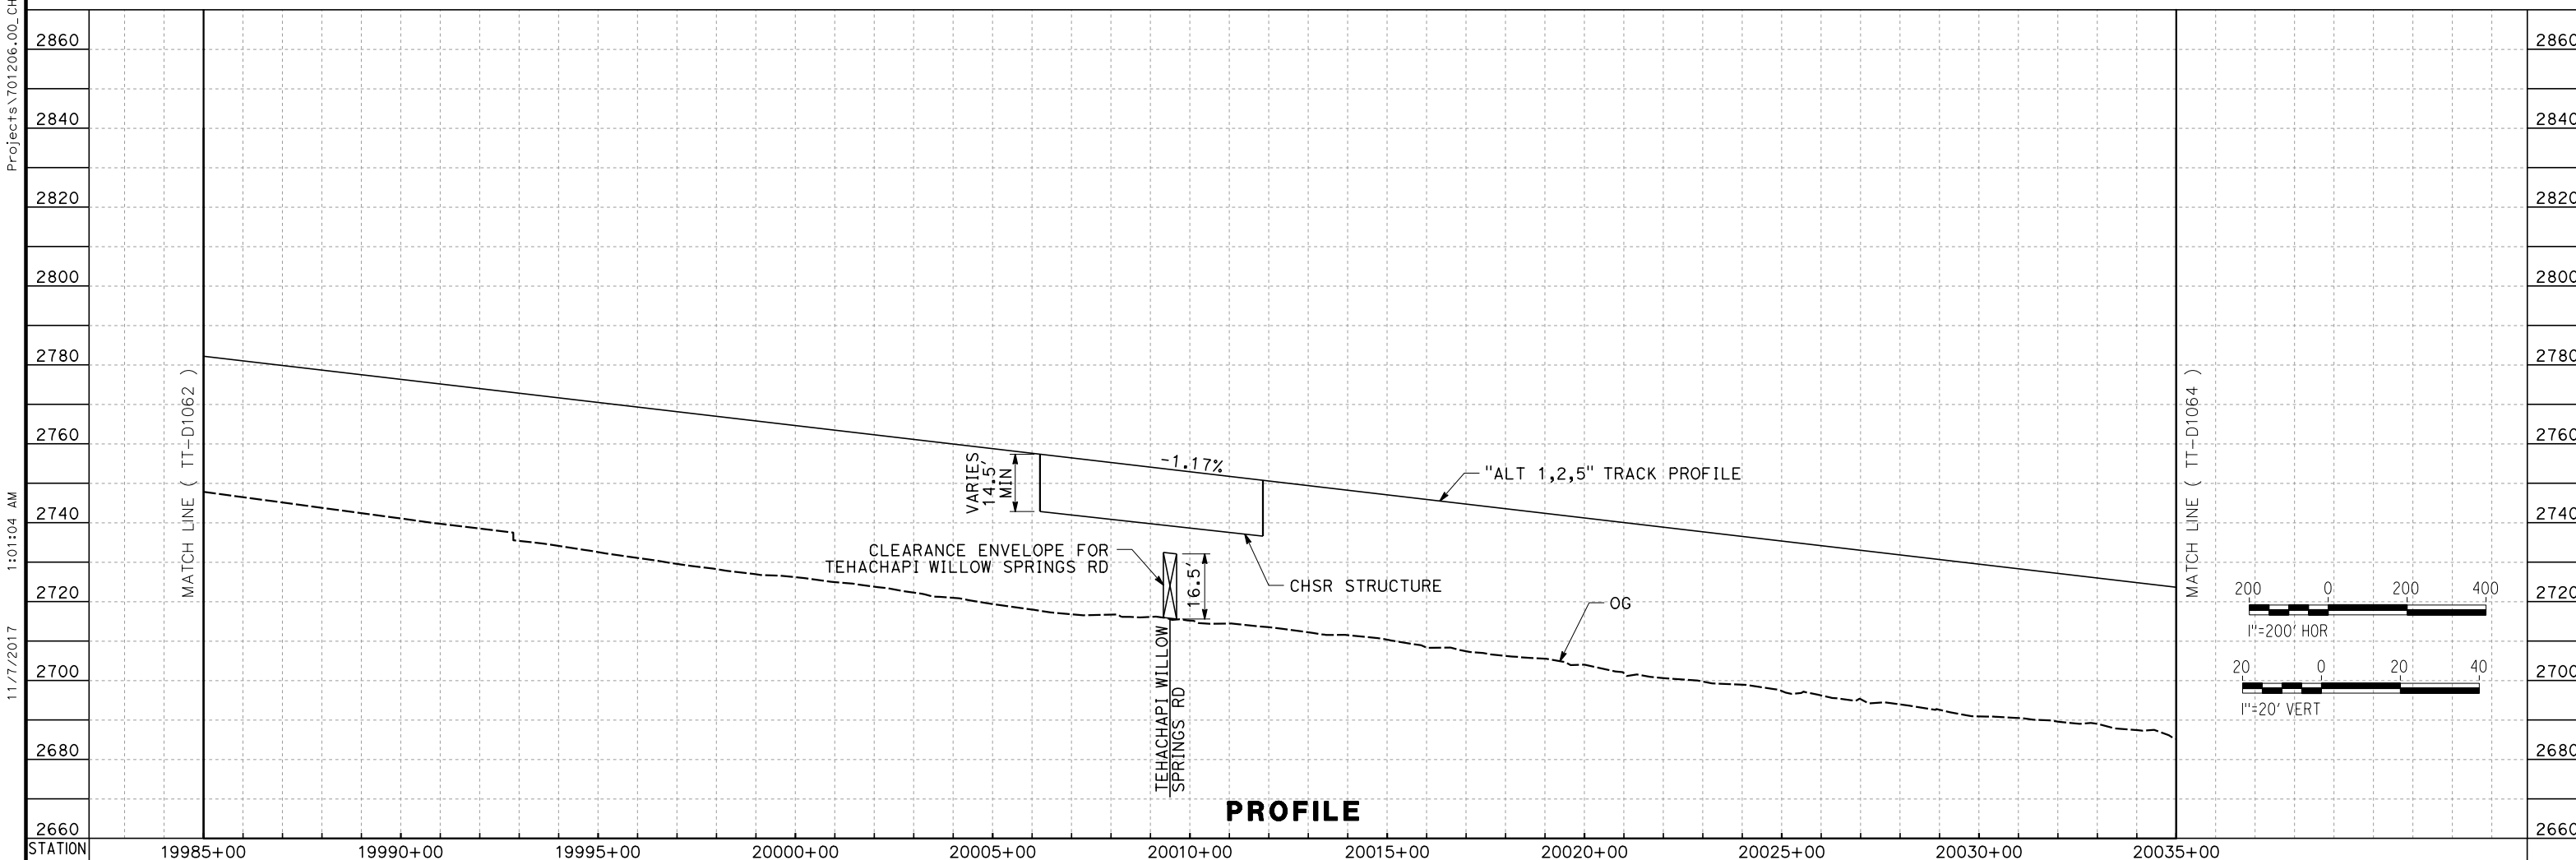 Projects\701206.00_CH
1:01:04 AM
11/7/2017
2860
2840
2820
2800
2780
2760
2740
2720
2700
2680
2660
STATION
MATCH LINE ( TT-D1062 )
VARIES
14.5'
MIN
-1.17%
"ALT 1,2,5" TRACK PROFILE
CLEARANCE ENVELOPE FOR
TEHACHAPI WILLOW SPRINGS RD
16.5'
CHSR STRUCTURE
OG
TEHACHAPI WILLOW
SPRINGS RD
PROFILE
MATCH LINE ( TT-D1064 )
200 0 200 400
1"=200' HOR
20 0 20 40
1"=20' VERT
2860
2840
2820
2800
2780
2760
2740
2720
2700
2680
2660
19985+00 19990+00 19995+00 20000+00 20005+00 20010+00 20015+00 20020+00 20025+00 20030+00 20035+00